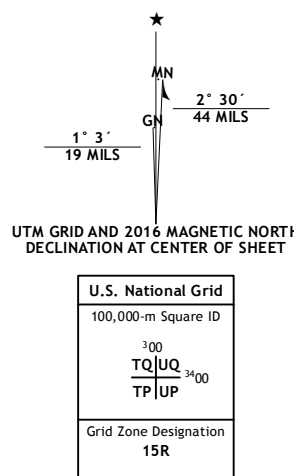 ★
MN
GN
2° 30´
44 MILS
1° 3´
19 MILS
UTM GRID AND 2016 MAGNETIC NORTH
DECLINATION AT CENTER OF SHEET
U.S. National Grid
100,000-m Square ID
³00
TQ UQ
³⁴00
TP UP
Grid Zone Designation
15R